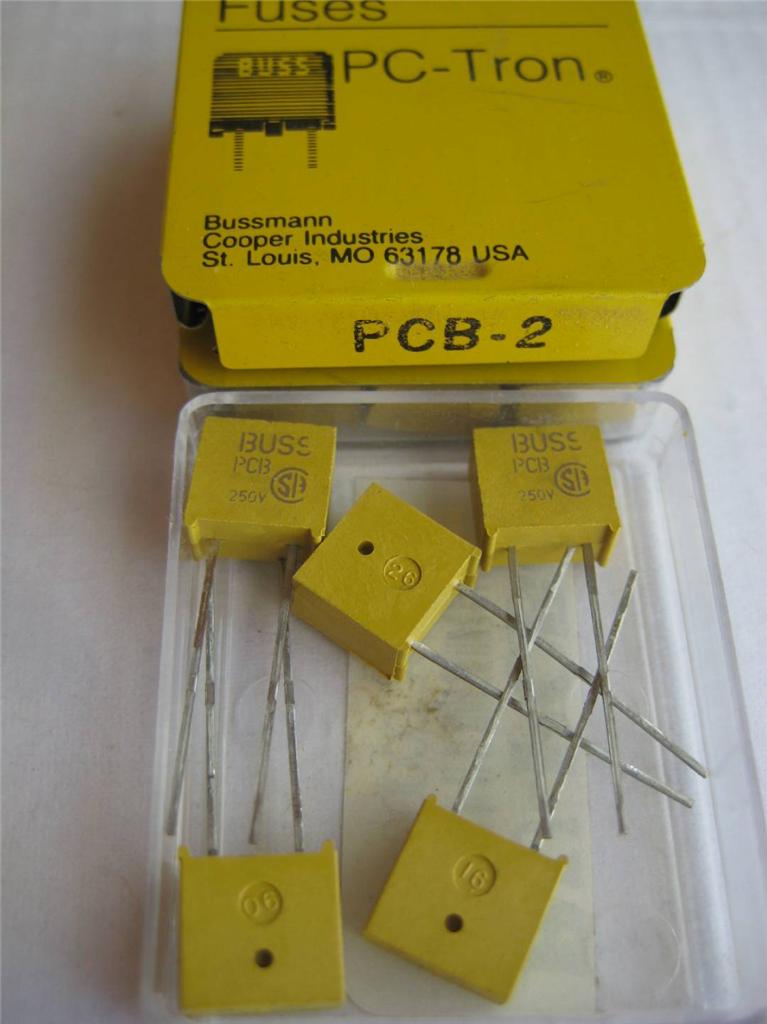 Fuses
BUSS
PC-Tron®
Bussmann
Cooper Industries
St. Louis, MO 63178 USA
PCB-2
BUSS
PCB
250V
BUSS
PCB
250V
26
06
16